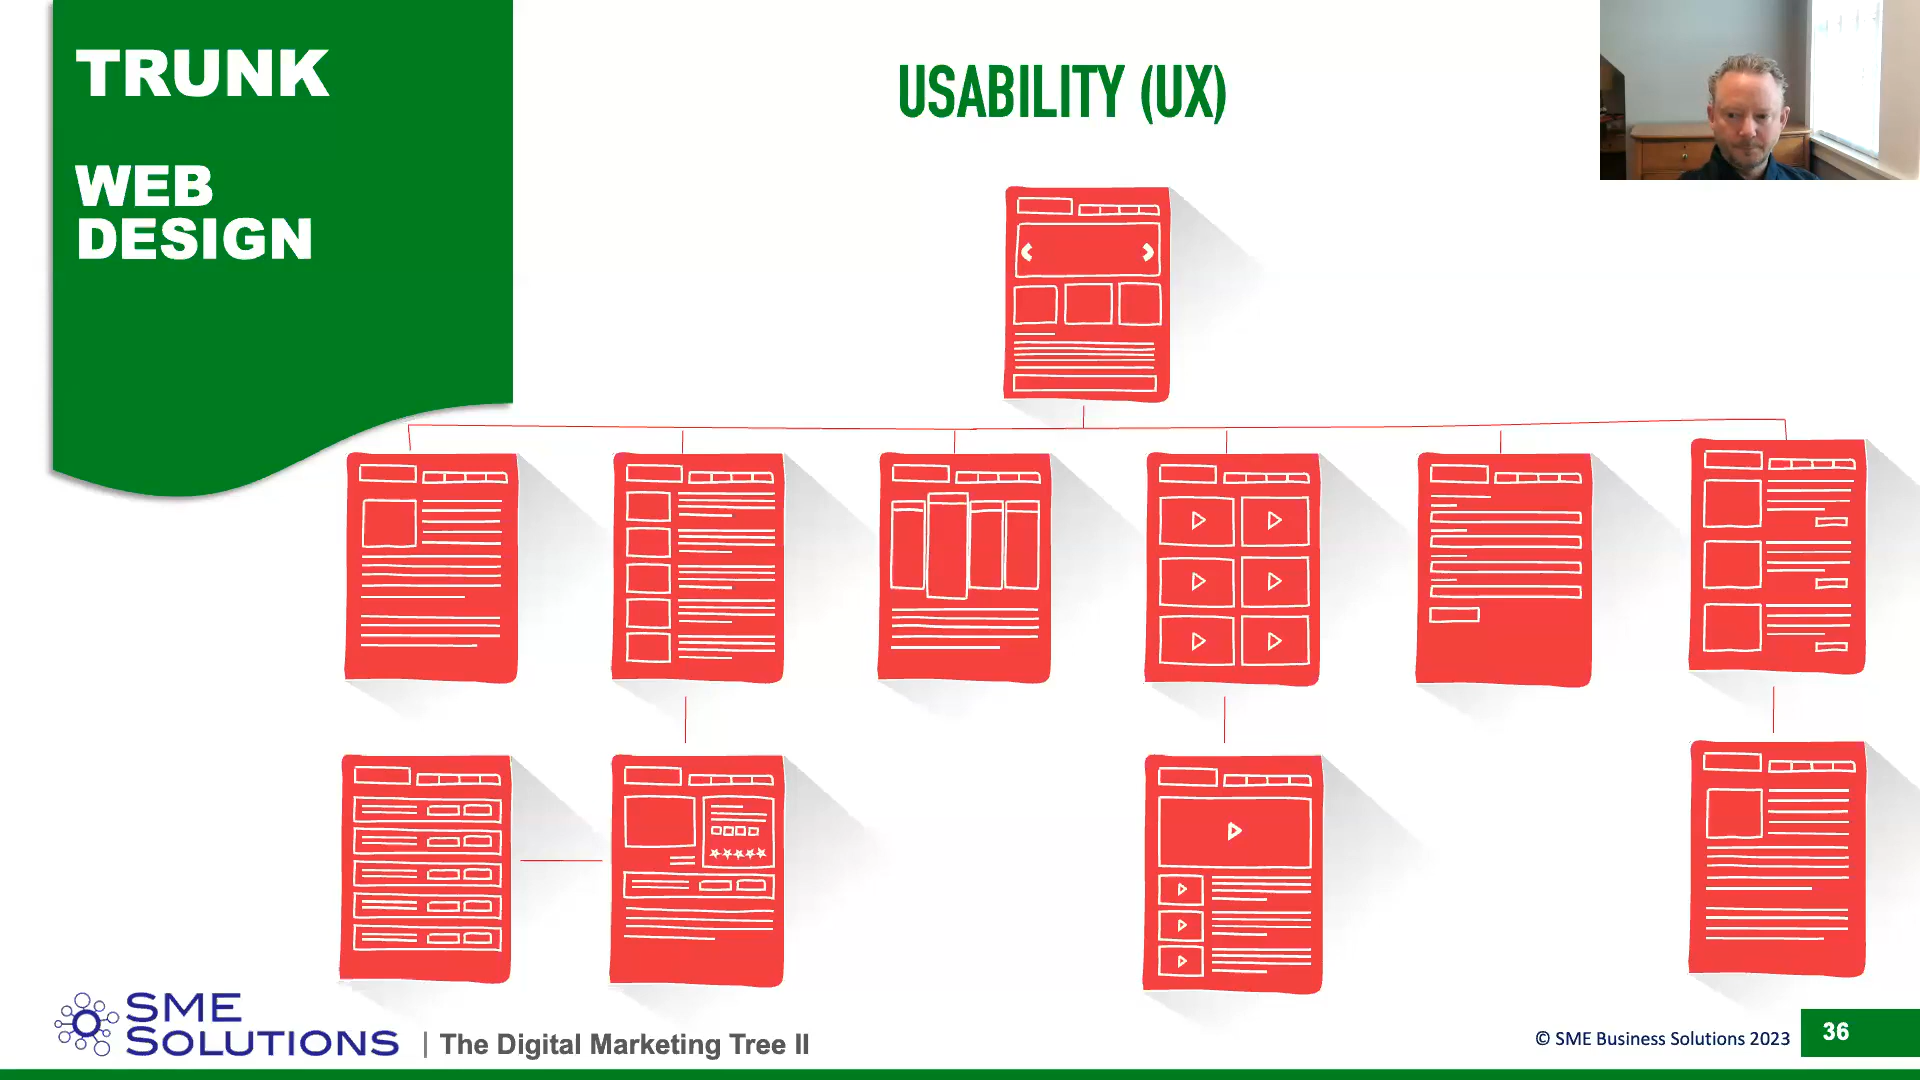 TRUNK
WEB
DESIGN
USABILITY (UX)
SME
SOLUTIONS
| The Digital Marketing Tree II
© SME Business Solutions 2023
36